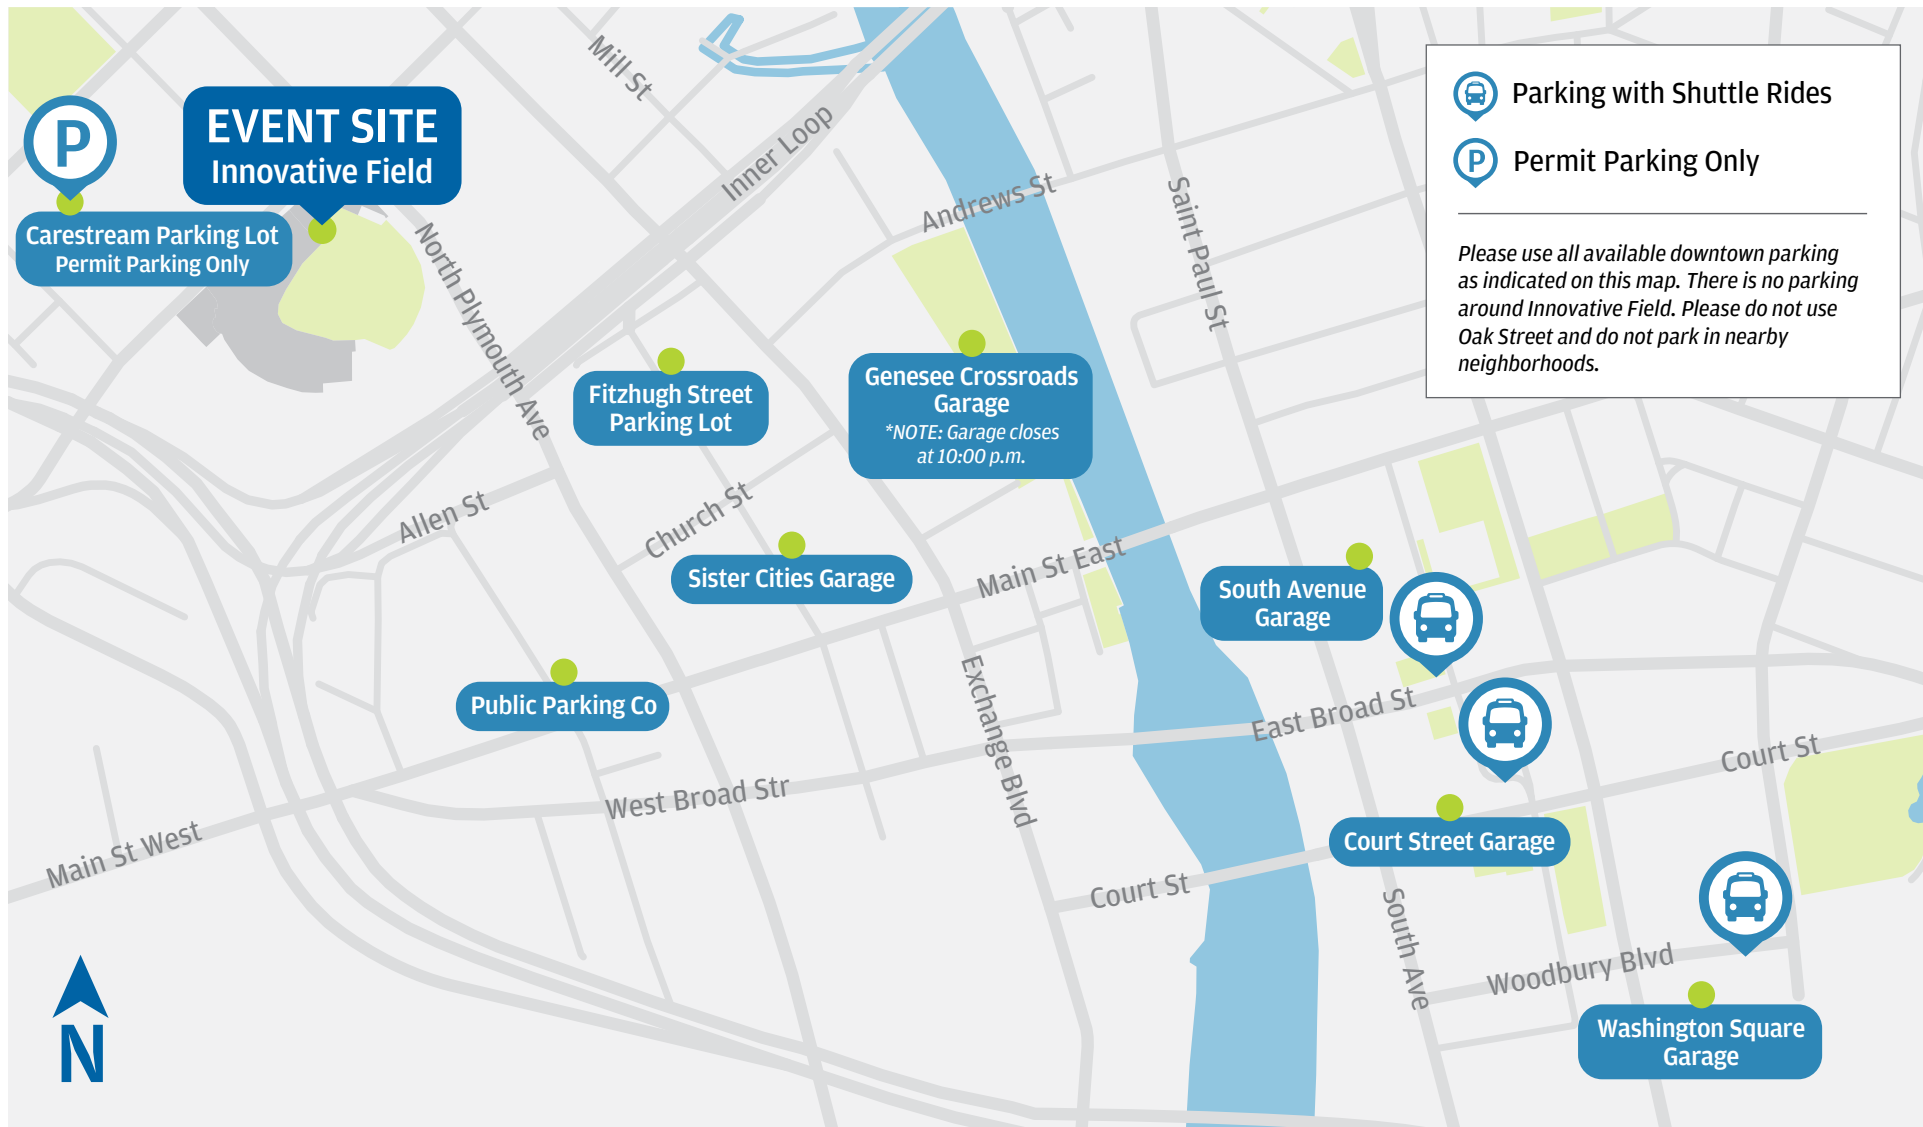 Mill St
Inner Loop
Andrews St
Saint Paul St
P
EVENT SITE
Innovative Field
Carestream Parking Lot
Permit Parking Only
North Plymouth Ave
Parking with Shuttle Rides
P
Permit Parking Only
Please use all available downtown parking
as indicated on this map. There is no parking
around Innovative Field. Please do not use
Oak Street and do not park in nearby
neighborhoods.
Fitzhugh Street
Parking Lot
Genesee Crossroads
Garage
*NOTE: Garage closes
at 10:00 p.m.
Allen St
Church St
Sister Cities Garage
Main St East
South Avenue
Garage
Public Parking Co
Exchange Blvd
East Broad St
Court St
West Broad Str
Main St West
Court Street Garage
Court St
South Ave
Woodbury Blvd
Washington Square
Garage
N